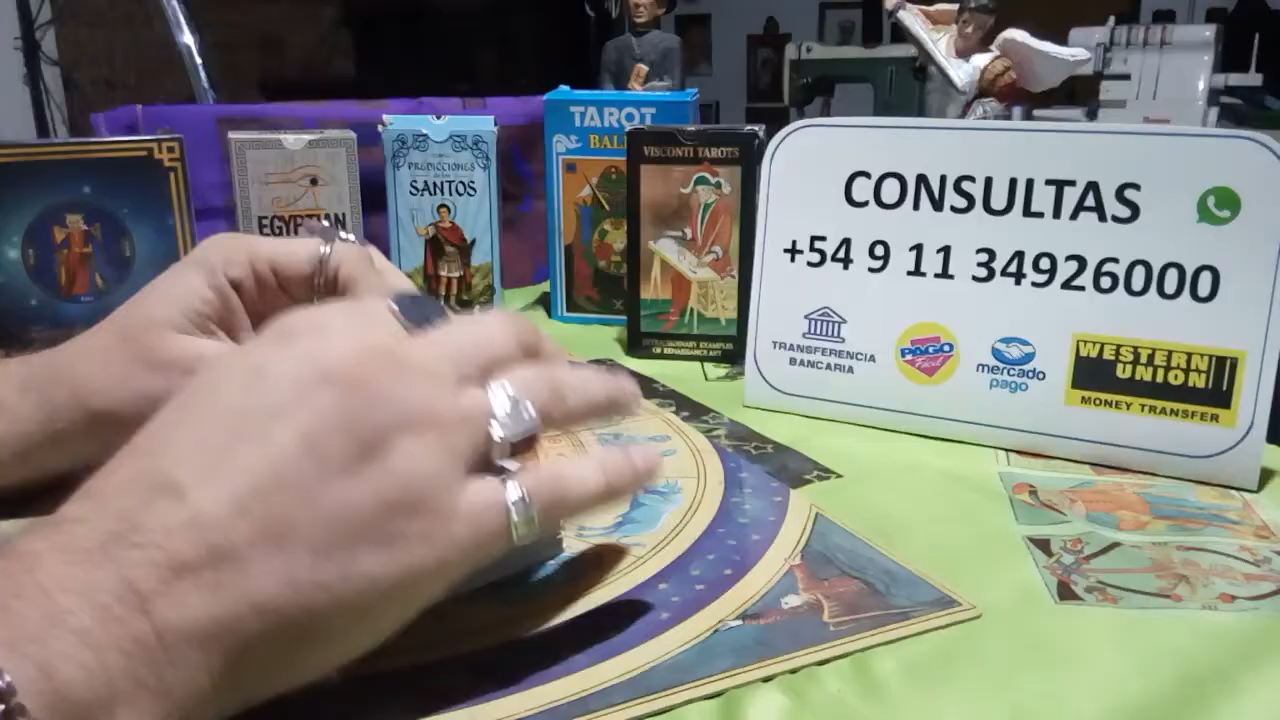 EGYPTIAN
PREDICCIONES
SANTOS
TAROT
VISCONTI TAROTS
EXTRAORDINARY EXAMPLES
OF RENAISSANCE ART
CONSULTAS
+54 9 11 34926000
TRANSFERENCIA
BANCARIA
PAGO
Fácil
mercado
pago
WESTERN
UNION
MONEY TRANSFER